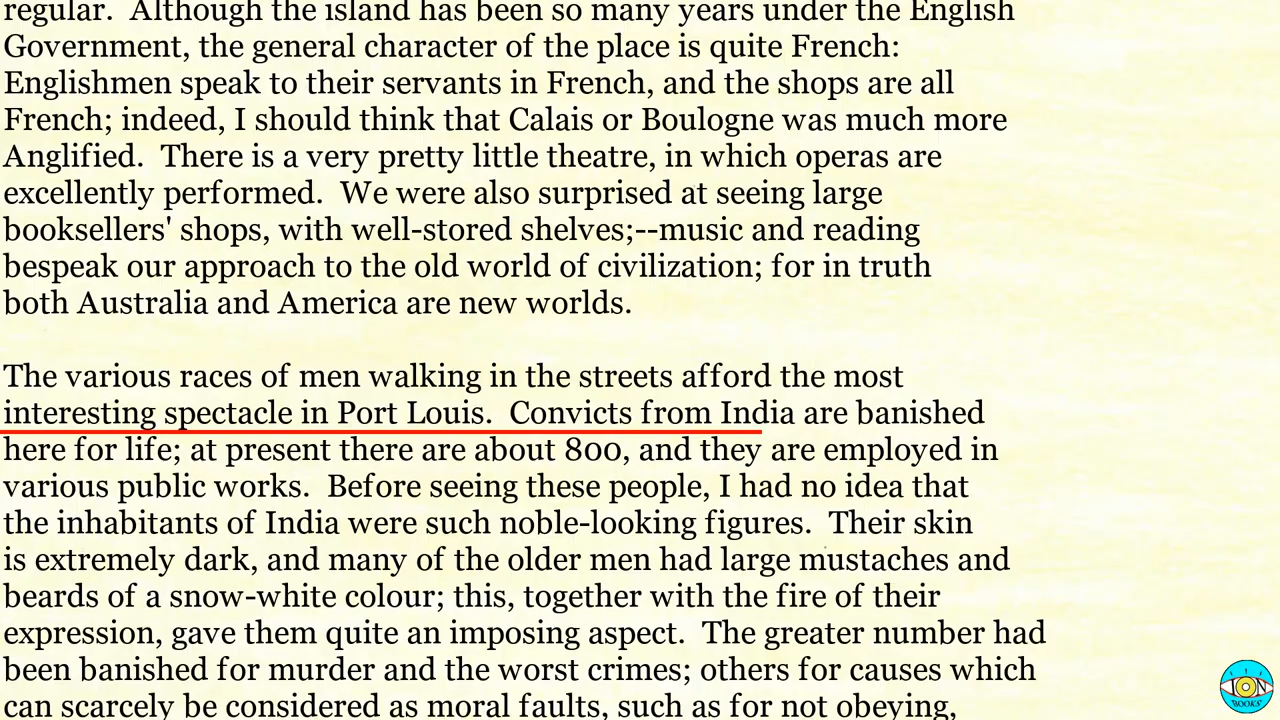 regular.  Although the island has been so many years under the English
Government, the general character of the place is quite French:
Englishmen speak to their servants in French, and the shops are all
French; indeed, I should think that Calais or Boulogne was much more
Anglified.  There is a very pretty little theatre, in which operas are
excellently performed.  We were also surprised at seeing large
booksellers' shops, with well-stored shelves;--music and reading
bespeak our approach to the old world of civilization; for in truth
both Australia and America are new worlds.
The various races of men walking in the streets afford the most
interesting spectacle in Port Louis.  Convicts from India are banished
here for life; at present there are about 800, and they are employed in
various public works.  Before seeing these people, I had no idea that
the inhabitants of India were such noble-looking figures.  Their skin
is extremely dark, and many of the older men had large mustaches and
beards of a snow-white colour; this, together with the fire of their
expression, gave them quite an imposing aspect.  The greater number had
been banished for murder and the worst crimes; others for causes which
can scarcely be considered as moral faults, such as for not obeying,
ION
BOOKS